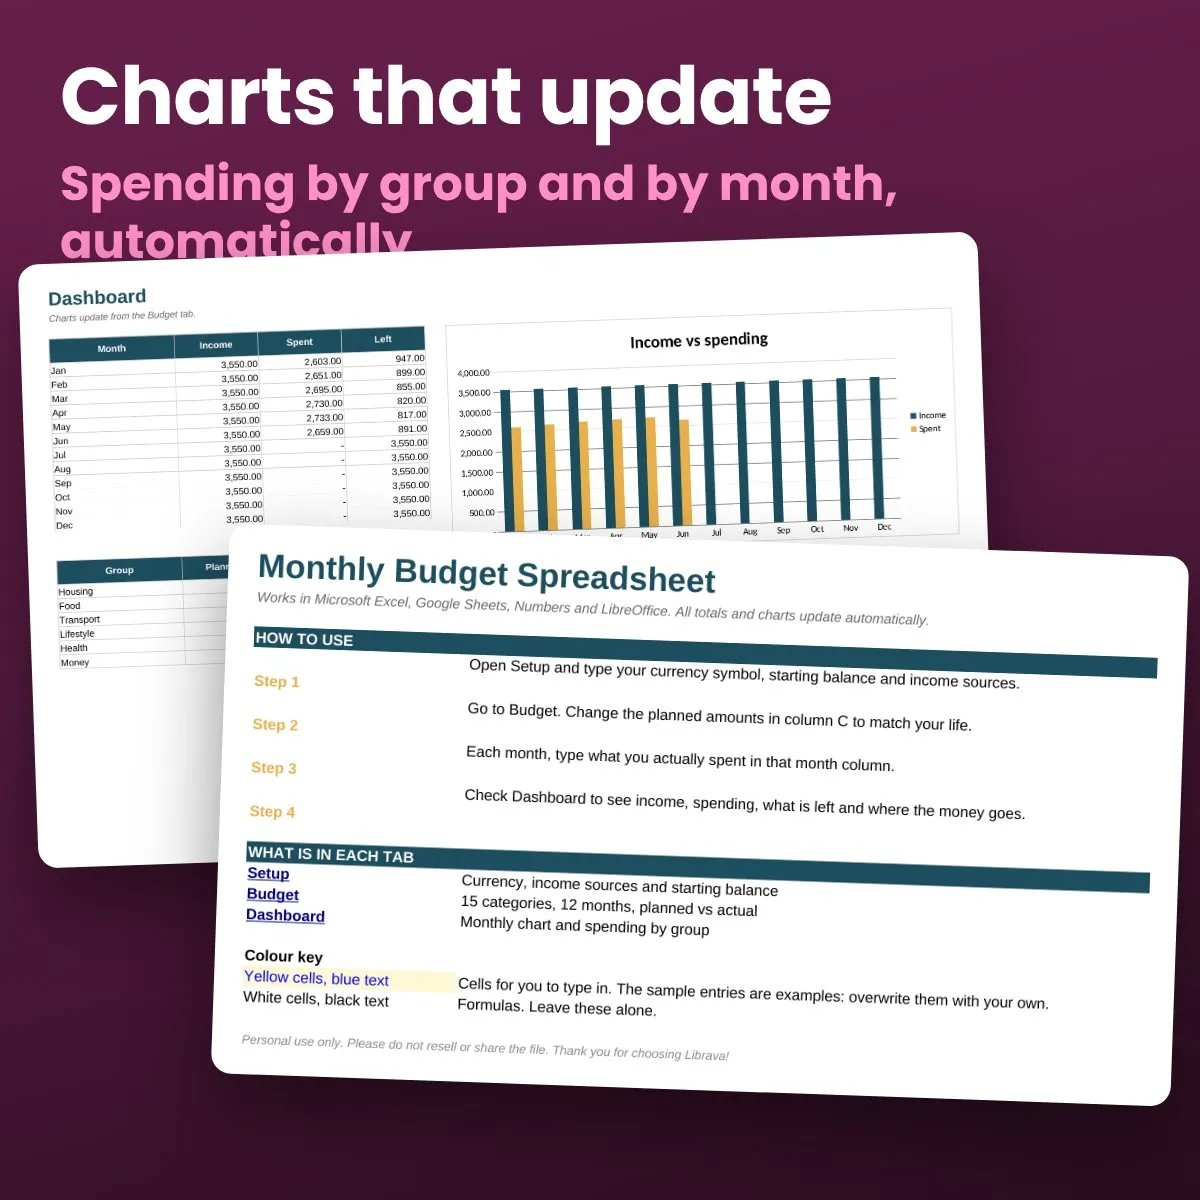 Charts that update
Spending by group and by month,
automatically
Dashboard
Charts update from the Budget tab.
Month Income Spent Left
Jan 3,550.00 2,603.00 947.00
Feb 3,550.00 2,651.00 899.00
Mar 3,550.00 2,695.00 855.00
Apr 3,550.00 2,730.00 820.00
May 3,550.00 2,733.00 817.00
Jun 3,550.00 2,659.00 891.00
Jul 3,550.00 - 3,550.00
Aug 3,550.00 - 3,550.00
Sep 3,550.00 - 3,550.00
Oct 3,550.00 - 3,550.00
Nov 3,550.00 - 3,550.00
Dec 3,550.00 - 3,550.00
Income vs spending
4,000.00
3,500.00
3,000.00
2,500.00
2,000.00
1,500.00
1,000.00
500.00
Apr May Jun Jul Aug Sep Oct Nov Dec
Income
Spent
Group
Housing
Food
Transport
Lifestyle
Health
Money
Monthly Budget Spreadsheet
Works in Microsoft Excel, Google Sheets, Numbers and LibreOffice. All totals and charts update automatically.
HOW TO USE
Step 1 Open Setup and type your currency symbol, starting balance and income sources.
Step 2 Go to Budget. Change the planned amounts in column C to match your life.
Step 3 Each month, type what you actually spent in that month column.
Step 4 Check Dashboard to see income, spending, what is left and where the money goes.
WHAT IS IN EACH TAB
Setup Currency, income sources and starting balance
Budget 15 categories, 12 months, planned vs actual
Dashboard Monthly chart and spending by group
Colour key
Yellow cells, blue text Cells for you to type in. The sample entries are examples: overwrite them with your own.
White cells, black text Formulas. Leave these alone.
Personal use only. Please do not resell or share the file. Thank you for choosing Librava!